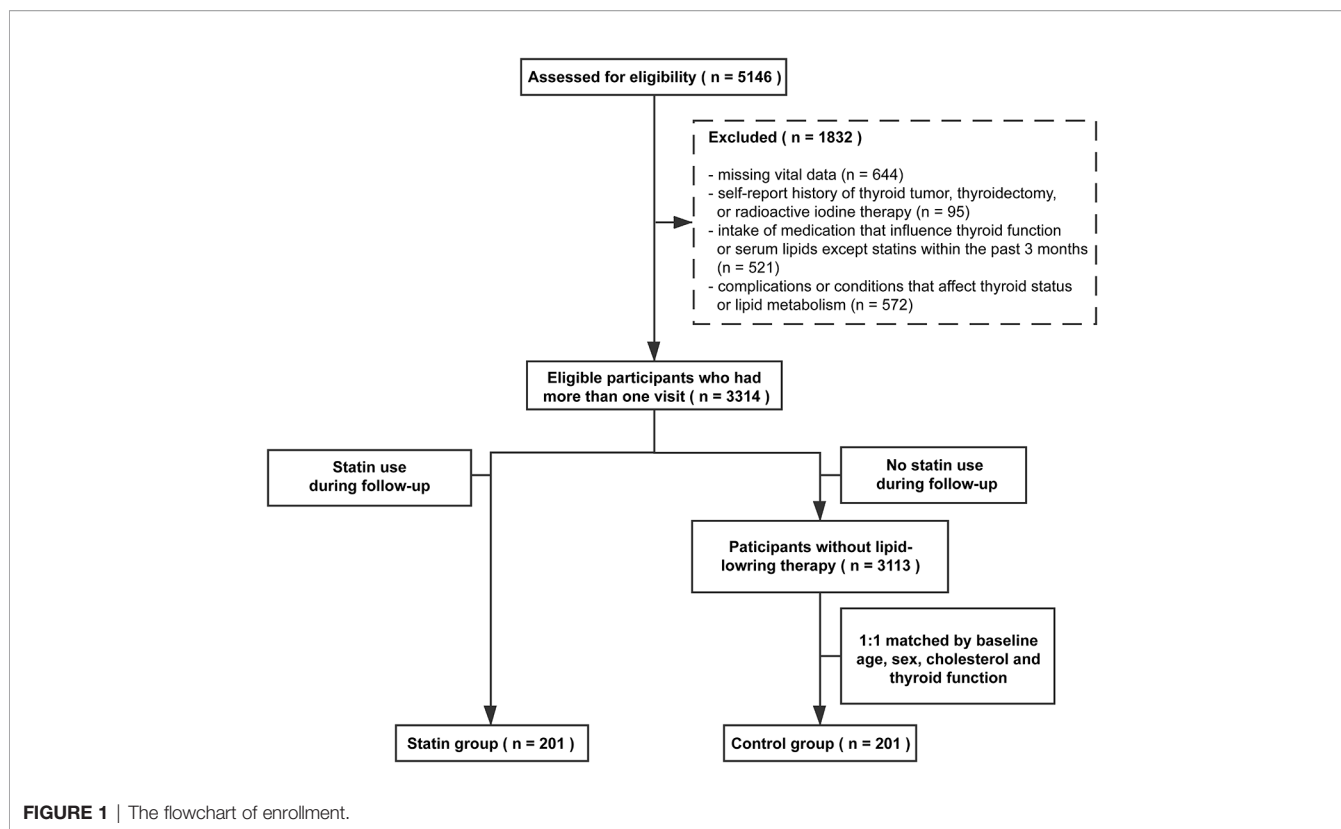 Assessed for eligibility ( n = 5146 )
Excluded ( n = 1832 )
- missing vital data (n = 644)
- self-report history of thyroid tumor, thyroidectomy,
or radioactive iodine therapy (n = 95)
- intake of medication that influence thyroid function
or serum lipids except statins within the past 3 months
(n = 521)
- complications or conditions that affect thyroid status
or lipid metabolism (n = 572)
Eligible participants who had
more than one visit ( n = 3314 )
Statin use
during follow-up
No statin use
during follow-up
Paticipants without lipid-
lowring therapy ( n = 3113 )
1:1 matched by baseline
age, sex, cholesterol and
thyroid function
Statin group ( n = 201 )
Control group ( n = 201 )
FIGURE 1 | The flowchart of enrollment.